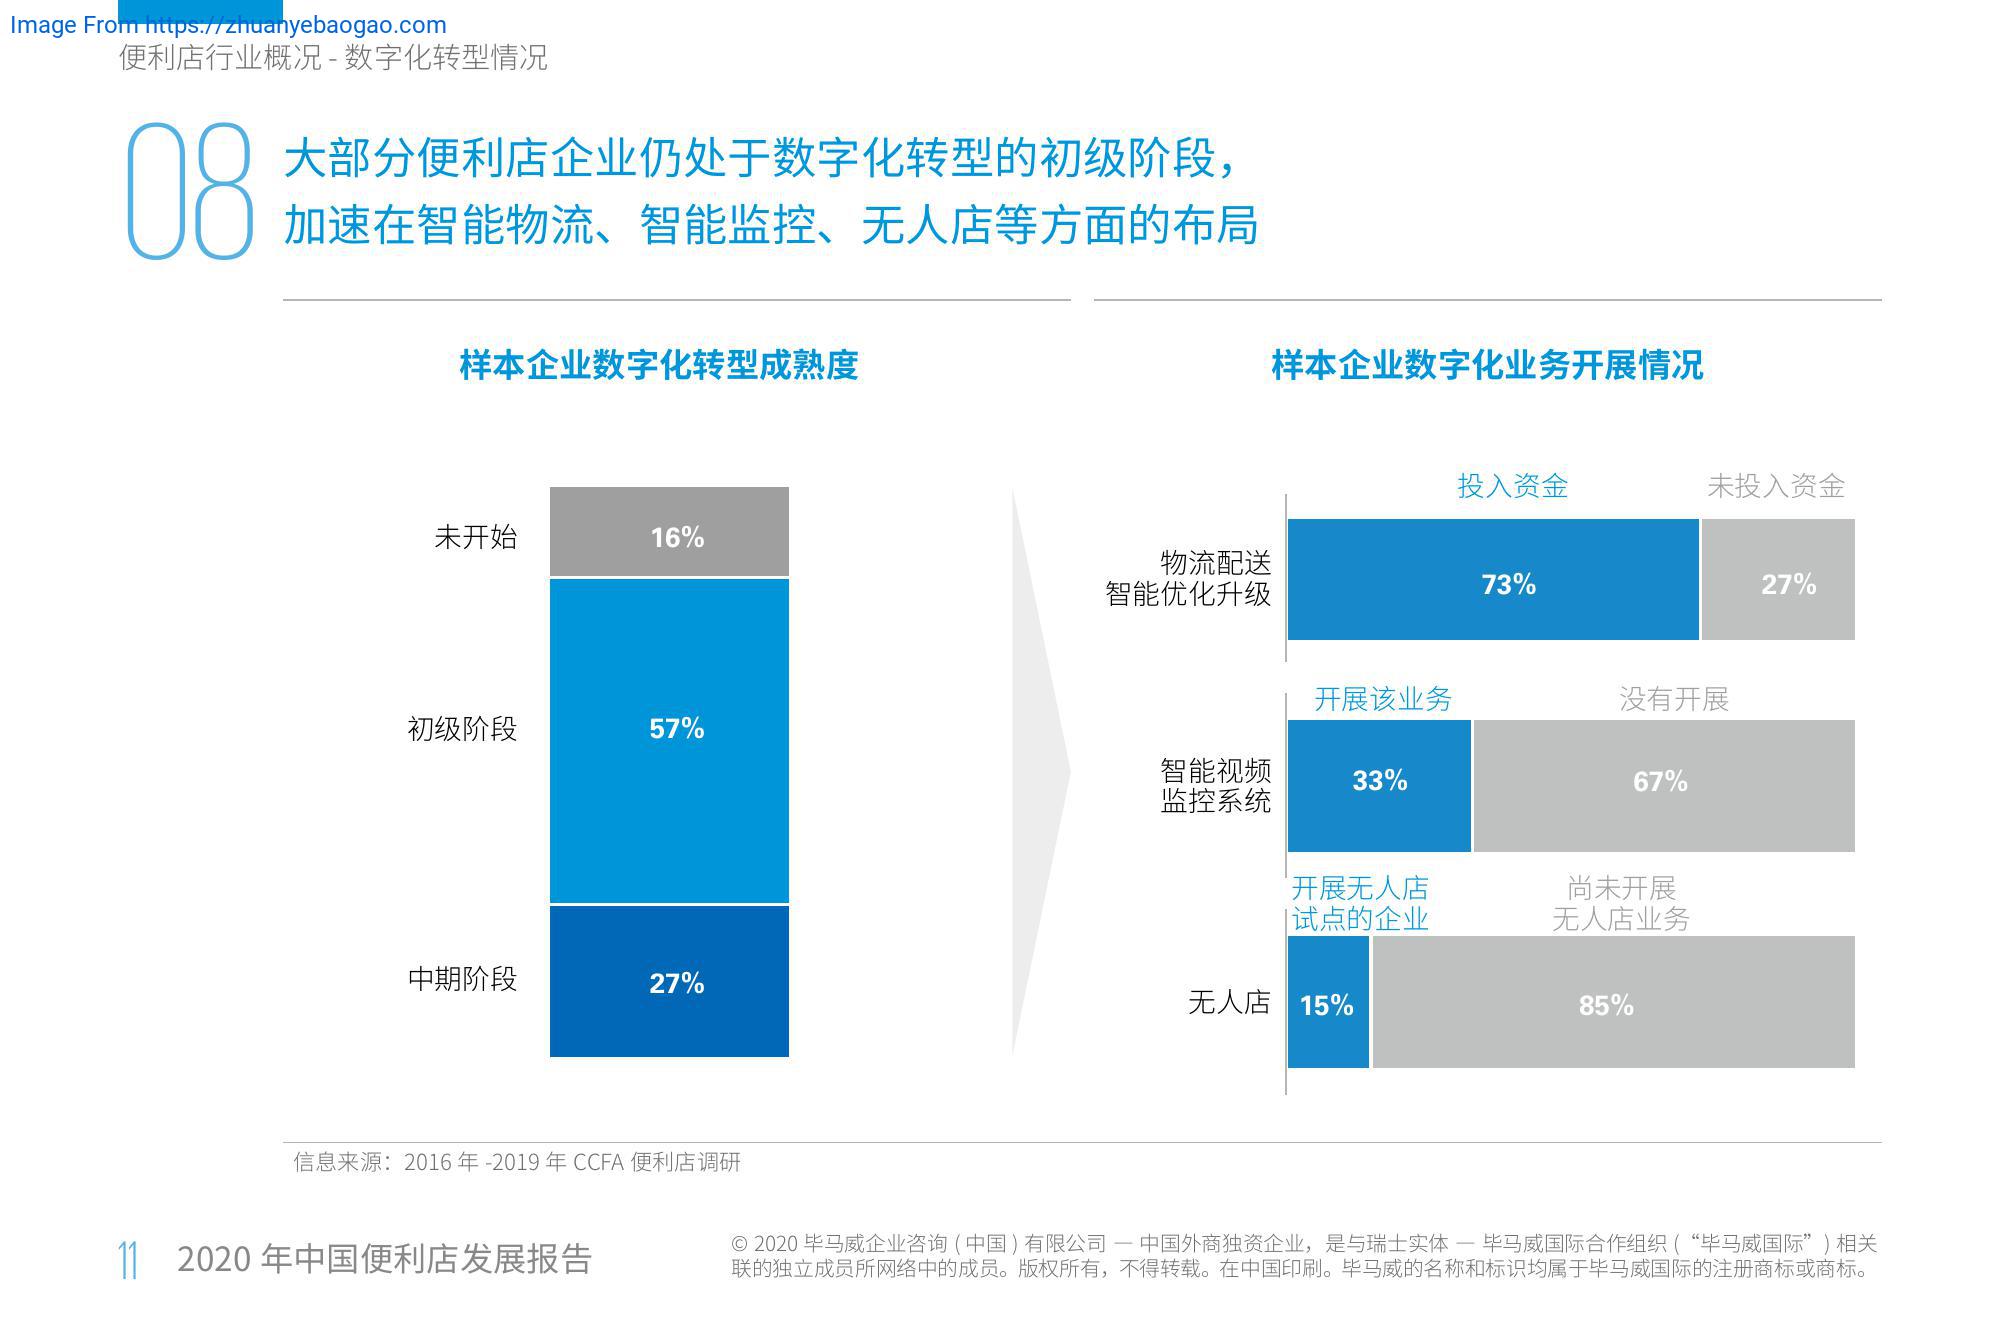 Image From https://zhuanyebaogao.com
便利店行业概况 - 数字化转型情况
08
大部分便利店企业仍处于数字化转型的初级阶段，
加速在智能物流、智能监控、无人店等方面的布局
样本企业数字化转型成熟度
未开始
16%
初级阶段
57%
中期阶段
27%
样本企业数字化业务开展情况
投入资金
未投入资金
物流配送
智能优化升级
73%
27%
开展该业务
没有开展
智能视频
监控系统
33%
67%
开展无人店
试点的企业
尚未开展
无人店业务
无人店
15%
85%
信息来源：2016 年 -2019 年 CCFA 便利店调研
11
2020 年中国便利店发展报告
© 2020 毕马威企业咨询 ( 中国 ) 有限公司 — 中国外商独资企业，是与瑞士实体 — 毕马威国际合作组织 (“毕马威国际”) 相关
联的独立成员所网络中的成员。版权所有，不得转载。在中国印刷。毕马威的名称和标识均属于毕马威国际的注册商标或商标。